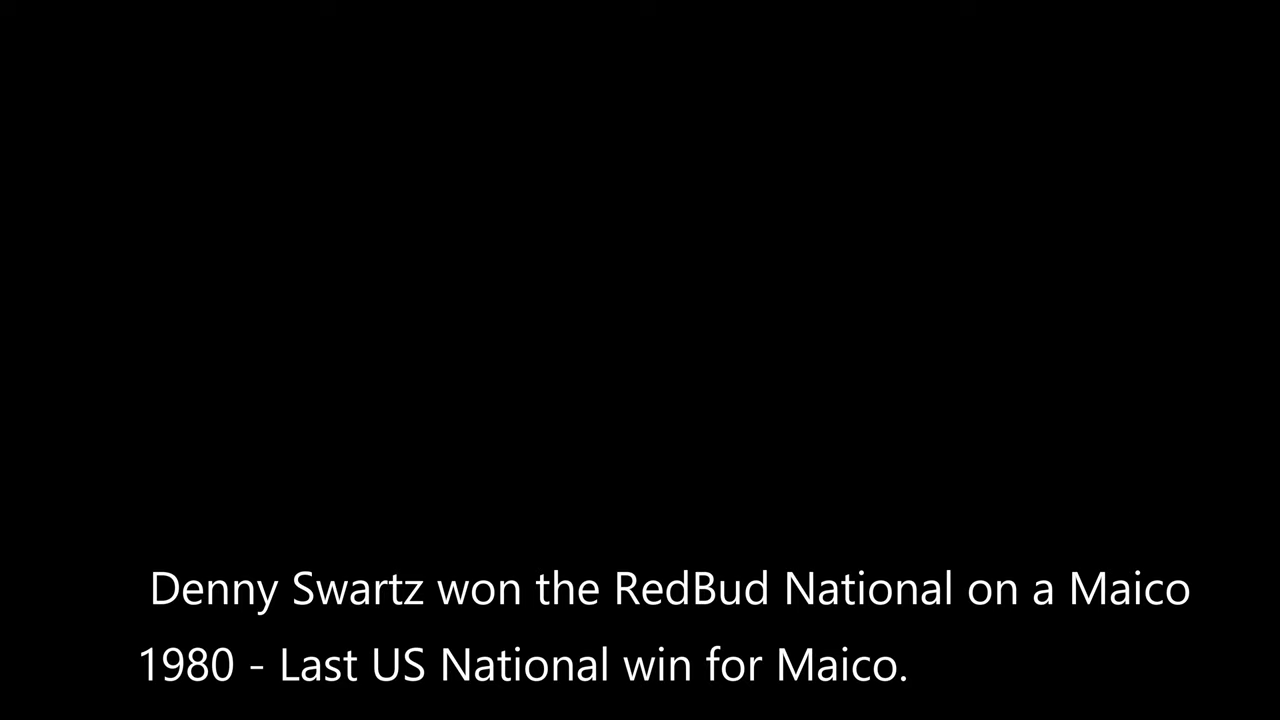 Denny Swartz won the RedBud National on a Maico
1980 - Last US National win for Maico.